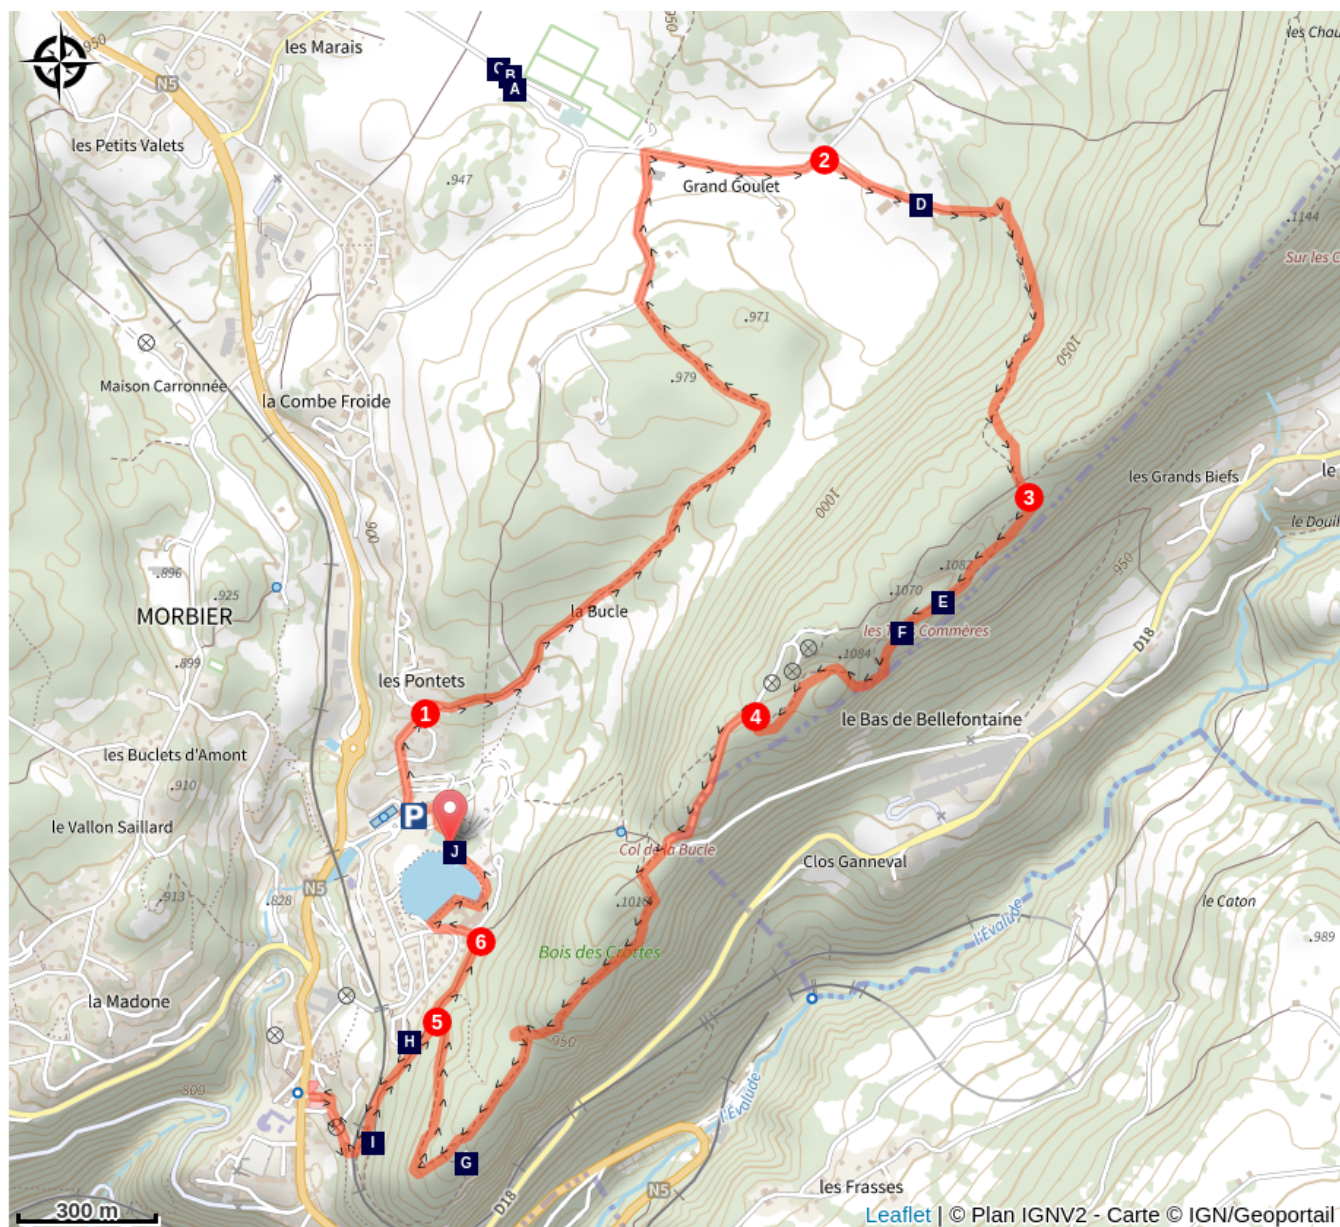 les Marais
950
950
les Chau
N5
C
B
A
les Petits Valets
2
947
Grand Goulet
D
1144
Sur les C
971
1050
979
Maison Carronnée
la Combe Froide
les Grands Biefs
le
1000
3
le Douil
900
950
896
1082
925
1070
E
MORBIER
la Bucle
F
les Commères
D18
899
1084
les Pontets
1
4
le Bas de Bellefontaine
les Buclets d'Amont
910
P
le Vallon Saillard
J
Col de la Bucle
Clos Ganneval
N5
913
828
1010
le Caton
l'Évalude
6
989
Bois des Crottes
la Madone
5
H
950
800
l'Évalude
I
G
les Frasses
N5
D18
300 m
Leaflet | © Plan IGNV2 - Carte © IGN/Geoportail